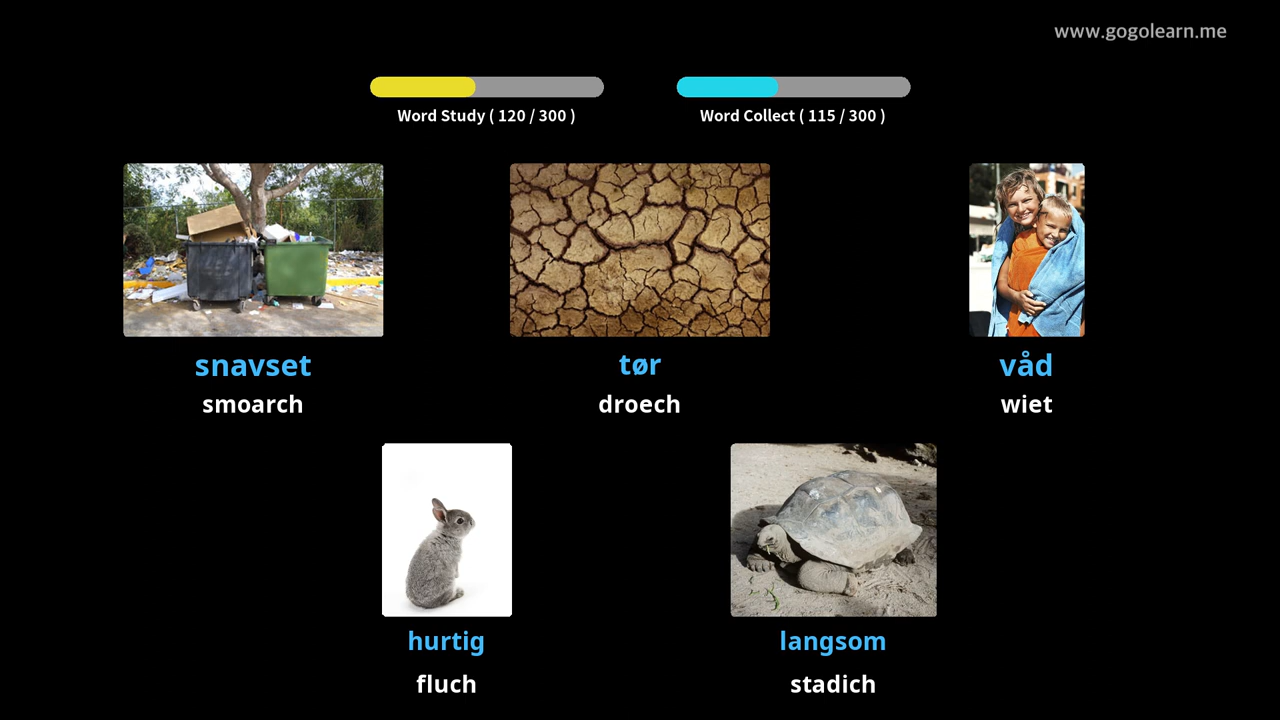 www.gogolearn.me
Word Study ( 120 / 300 )
Word Collect ( 115 / 300 )
snavset
tør
våd
smoarch
droech
wiet
hurtig
langsom
fluch
stadich